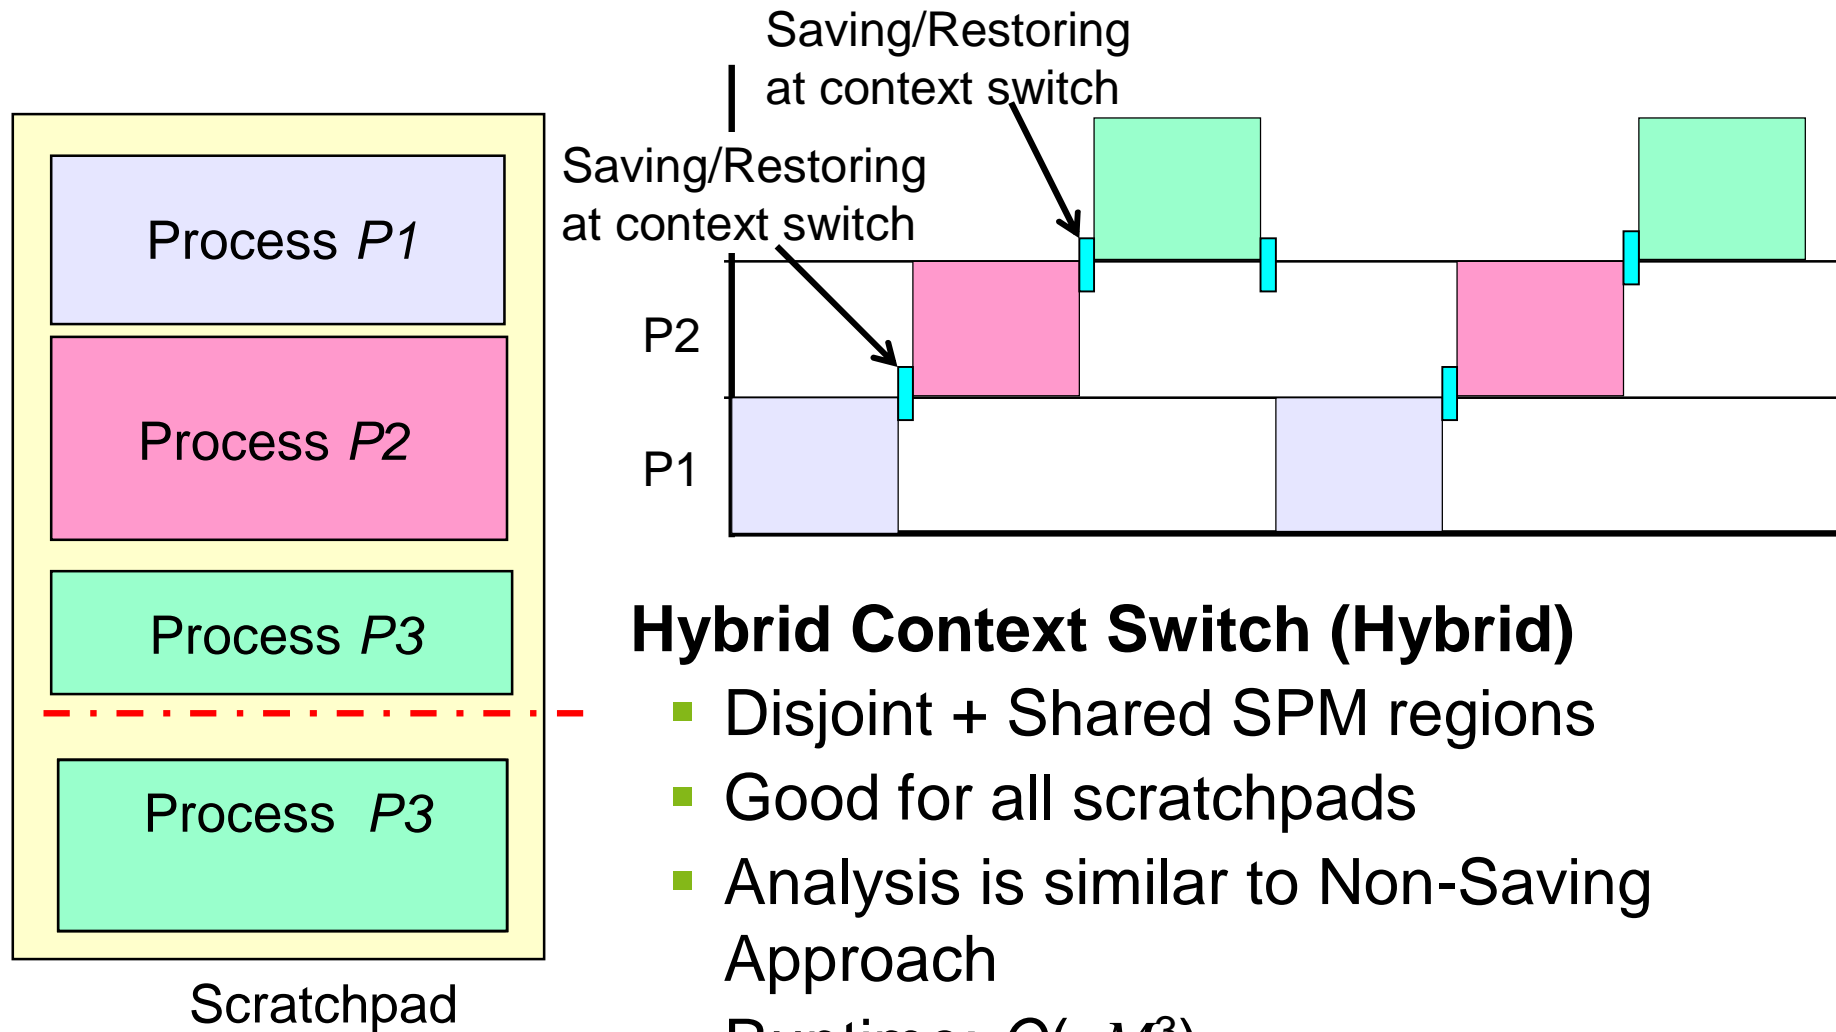 Saving/Restoring
at context switch
Saving/Restoring
at context switch
Process P1
Process P2
Process P3
Process P3
Scratchpad
P2
P1
Hybrid Context Switch (Hybrid)
Disjoint + Shared SPM regions
Good for all scratchpads
Analysis is similar to Non-Saving
Approach
Runtime: O( M³)